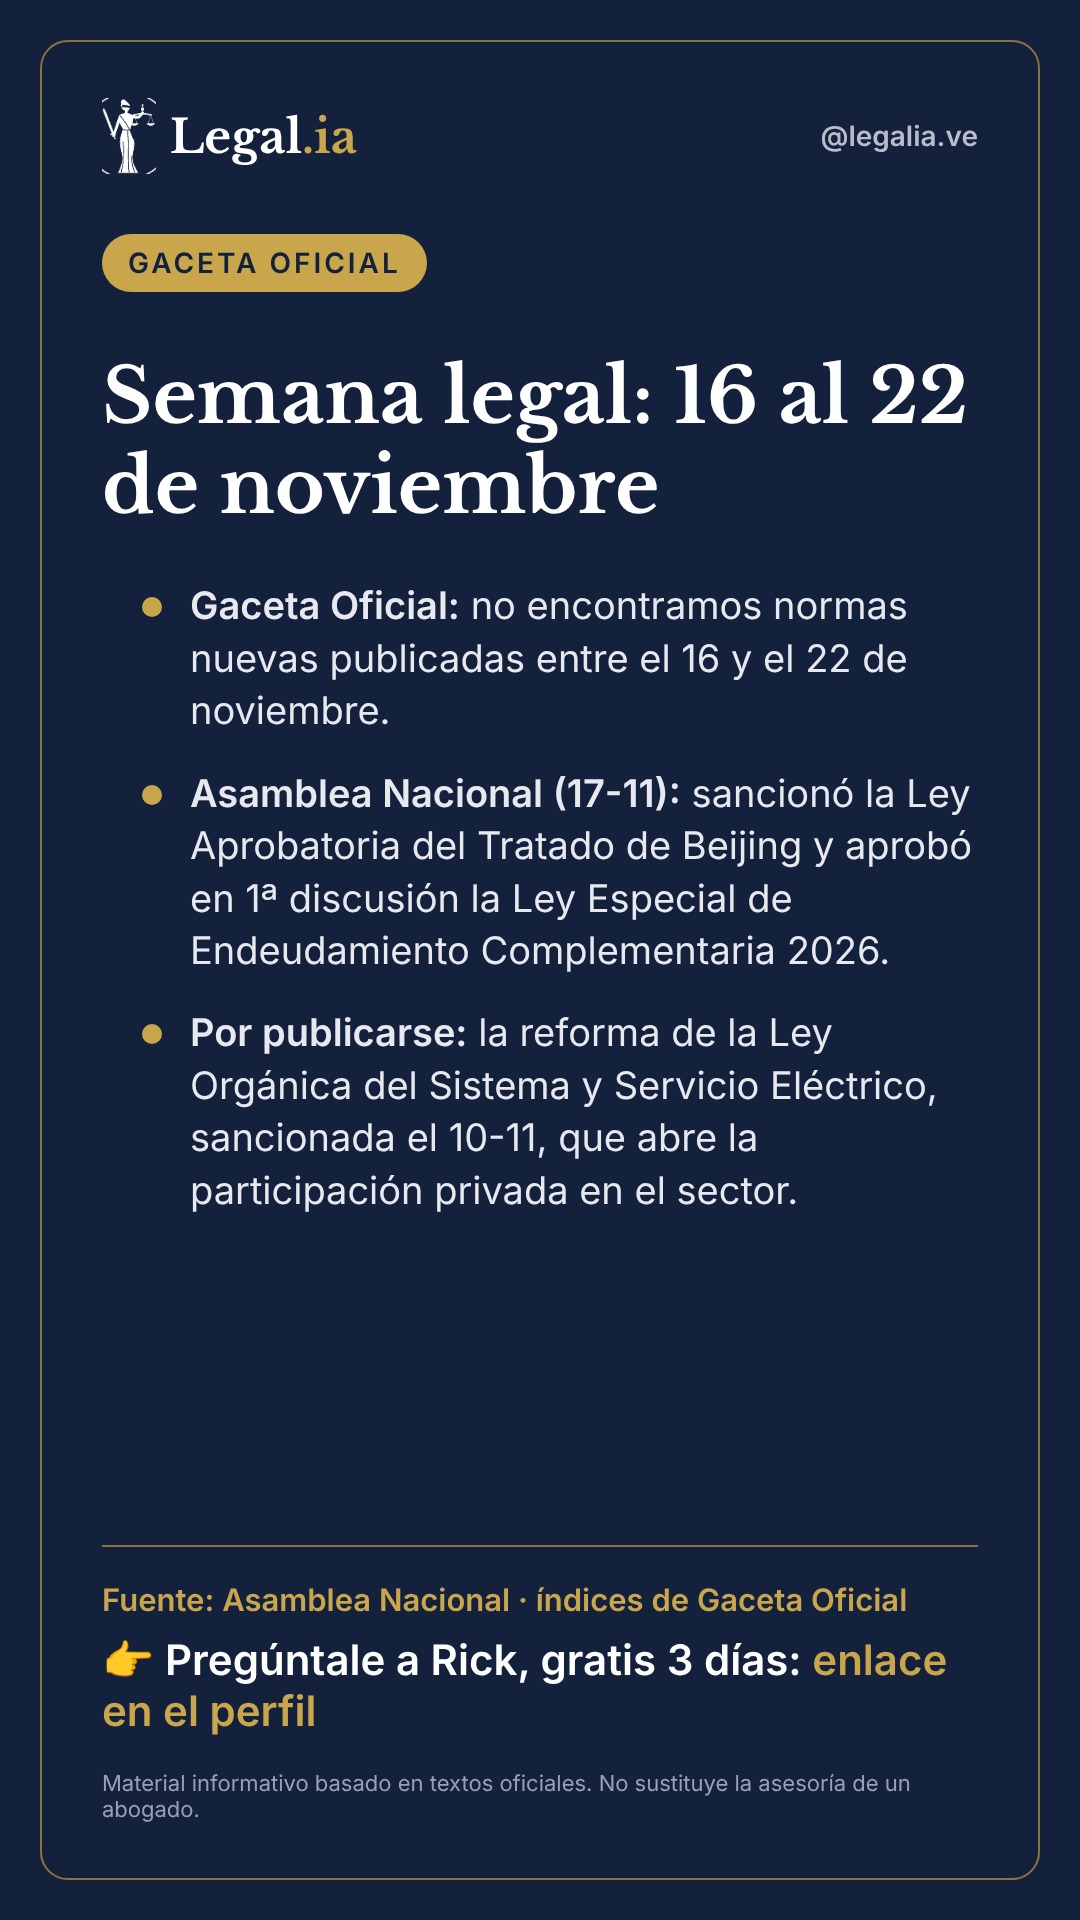 Legal.ia
@legalia.ve
GACETA OFICIAL
Semana legal: 16 al 22
de noviembre
Gaceta Oficial: no encontramos normas
nuevas publicadas entre el 16 y el 22 de
noviembre.
Asamblea Nacional (17-11): sancionó la Ley
Aprobatoria del Tratado de Beijing y aprobó
en 1ª discusión la Ley Especial de
Endeudamiento Complementaria 2026.
Por publicarse: la reforma de la Ley
Orgánica del Sistema y Servicio Eléctrico,
sancionada el 10-11, que abre la
participación privada en el sector.
Fuente: Asamblea Nacional · índices de Gaceta Oficial
👉 Pregúntale a Rick, gratis 3 días: enlace
en el perfil
Material informativo basado en textos oficiales. No sustituye la asesoría de un
abogado.